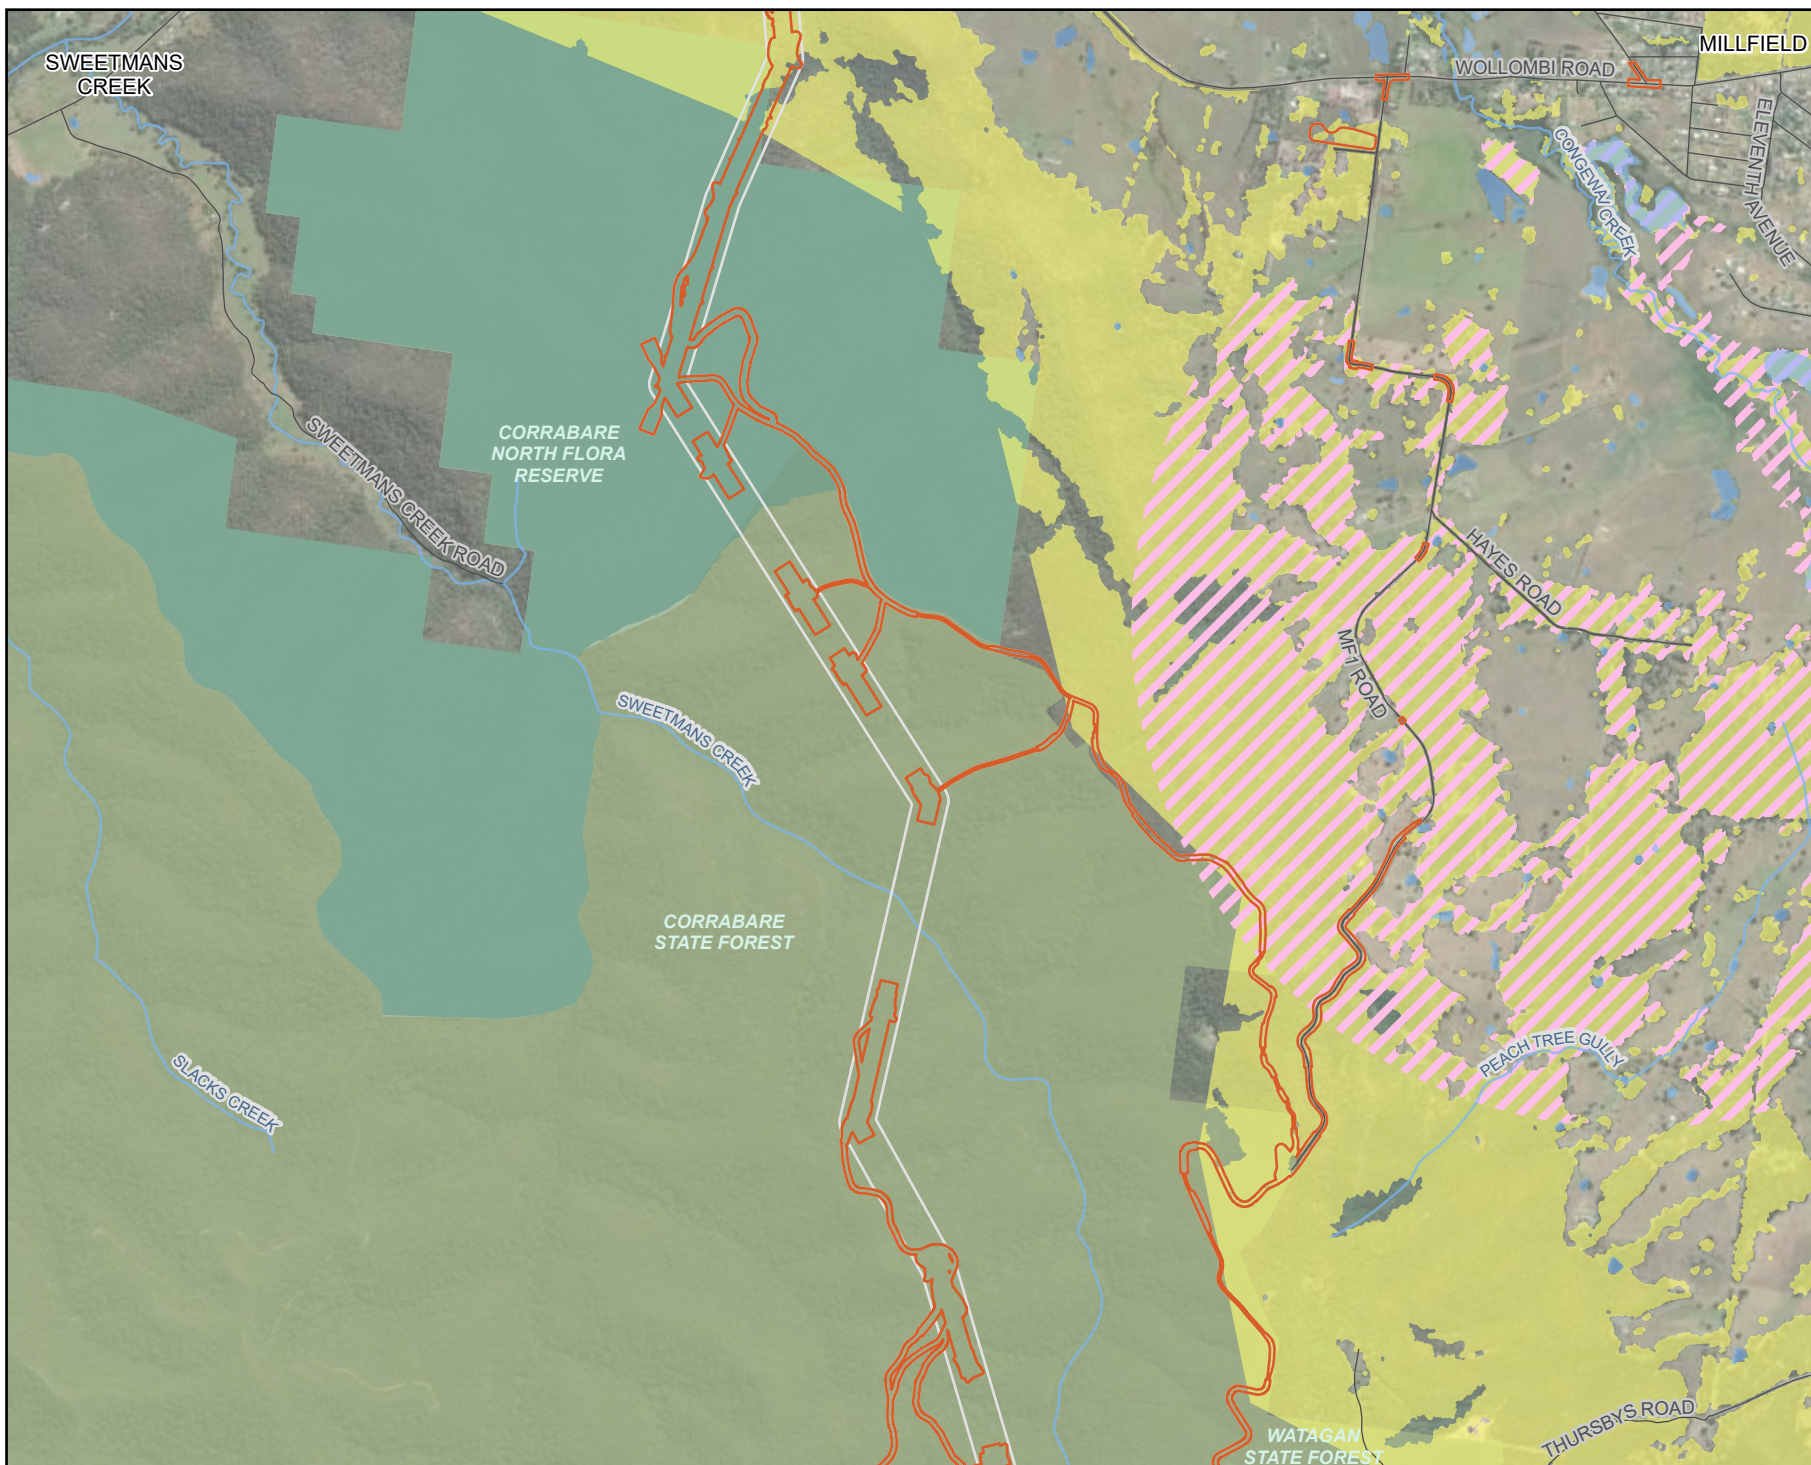 SWEETMANS
CREEK
MILLFIELD
WOLLOMBI ROAD
ELEVENTH AVENUE
CONGEWAI CREEK
CORRABARE
NORTH FLORA
RESERVE
SWEETMANS CREEK ROAD
HAYES ROAD
MF1 ROAD
SWEETMANS CREEK
CORRABARE
STATE FOREST
SLACKS CREEK
PEACH TREE GULLY
THURSBYS ROAD
WATAGAN
STATE FOREST